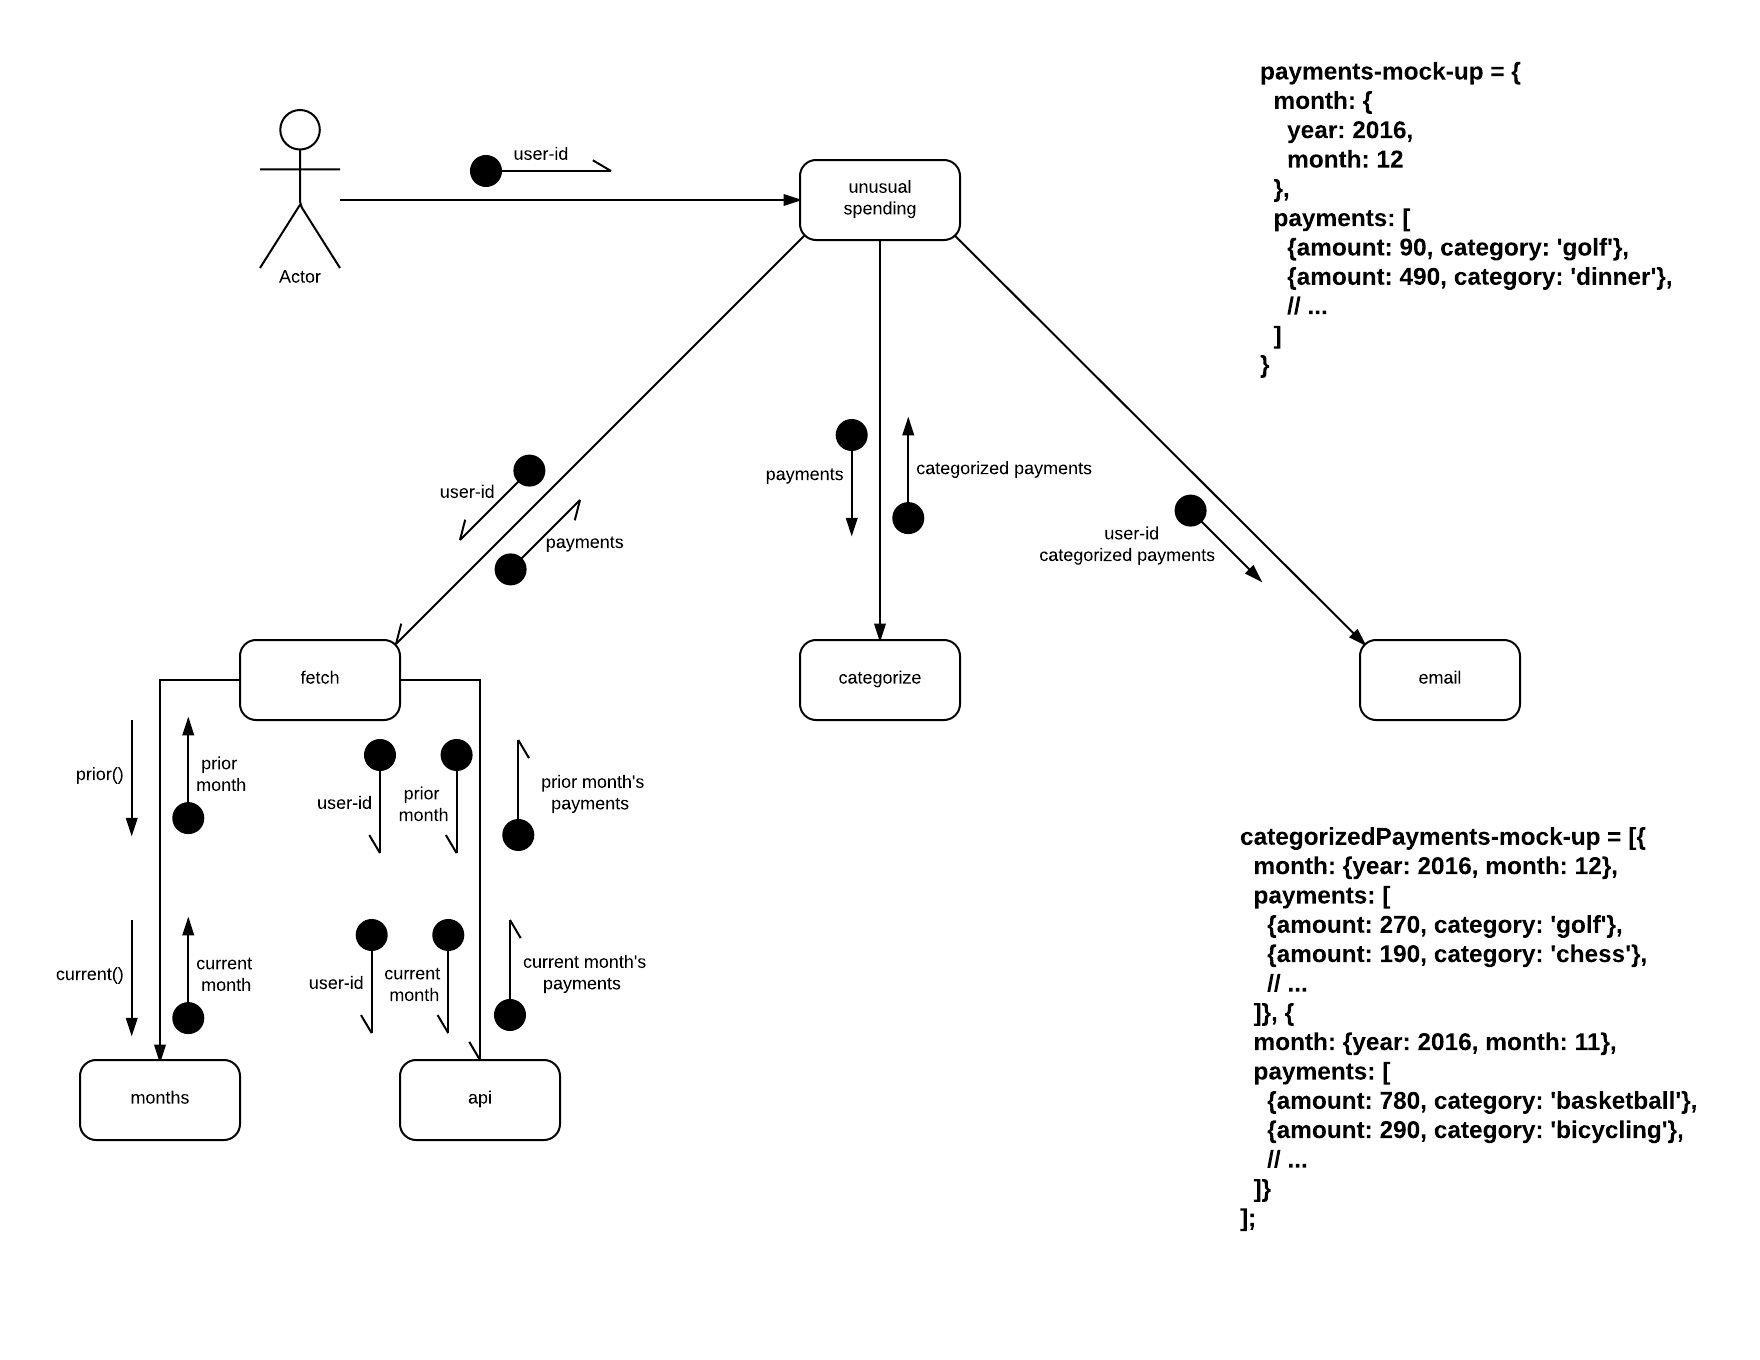 payments-mock-up = {
month: {
year: 2016,
month: 12
},
payments: [
{amount: 90, category: 'golf'},
{amount: 490, category: 'dinner'},
// ...
]
}
user-id
unusual
spending
Actor
user-id
payments
payments
categorized payments
user-id
categorized payments
fetch
categorize
email
prior()
prior
month
user-id
prior
month
prior month's
payments
current()
current
month
user-id
current
month
current month's
payments
months
api
categorizedPayments-mock-up = [{
month: {year: 2016, month: 12},
payments: [
{amount: 270, category: 'golf'},
{amount: 190, category: 'chess'},
// ...
]}, {
month: {year: 2016, month: 11},
payments: [
{amount: 780, category: 'basketball'},
{amount: 290, category: 'bicycling'},
// ...
]}
];